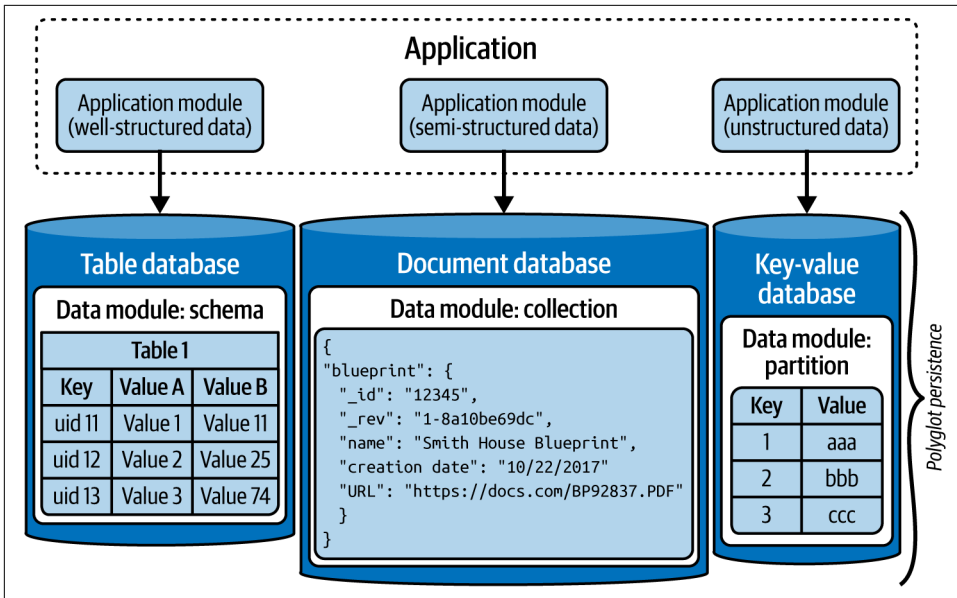 Application
Application module
(well-structured data)
Application module
(semi-structured data)
Application module
(unstructured data)
Table database
Data module: schema
Table 1
Key Value A Value B
uid 11 Value 1 Value 11
uid 12 Value 2 Value 25
uid 13 Value 3 Value 74
Document database
Data module: collection
{
"blueprint": {
"_id": "12345",
"_rev": "1-8a10be69dc",
"name": "Smith House Blueprint",
"creation date": "10/22/2017"
"URL": "https://docs.com/BP92837.PDF"
}
}
Key-value
database
Data module:
partition
Key Value
1 aaa
2 bbb
3 ccc
Polyglot persistence